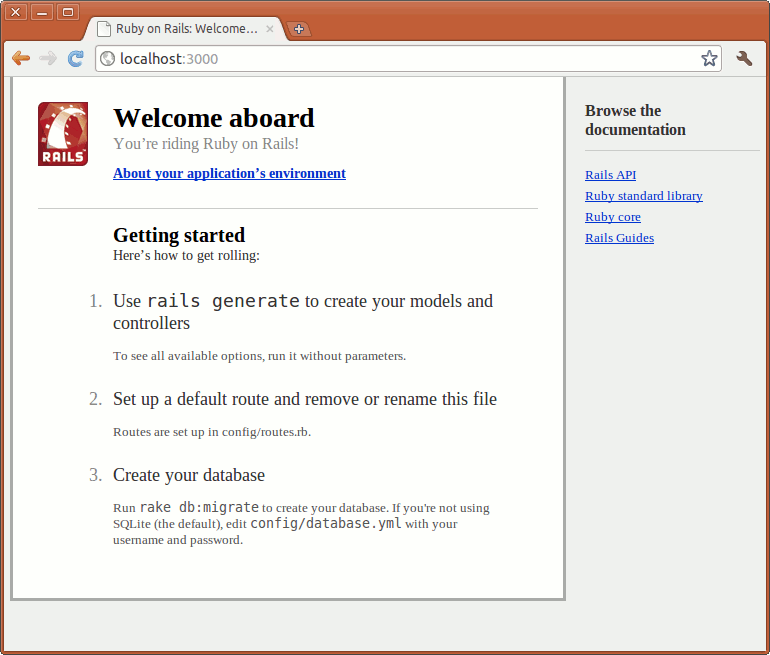 Ruby on Rails: Welcome…
localhost:3000
RAILS
Welcome aboard
You’re riding Ruby on Rails!
About your application’s environment
Getting started
Here’s how to get rolling:
1. Use rails generate to create your models and
controllers
To see all available options, run it without parameters.
2. Set up a default route and remove or rename this file
Routes are set up in config/routes.rb.
3. Create your database
Run rake db:migrate to create your database. If you're not using
SQLite (the default), edit config/database.yml with your
username and password.
Browse the
documentation
Rails API
Ruby standard library
Ruby core
Rails Guides